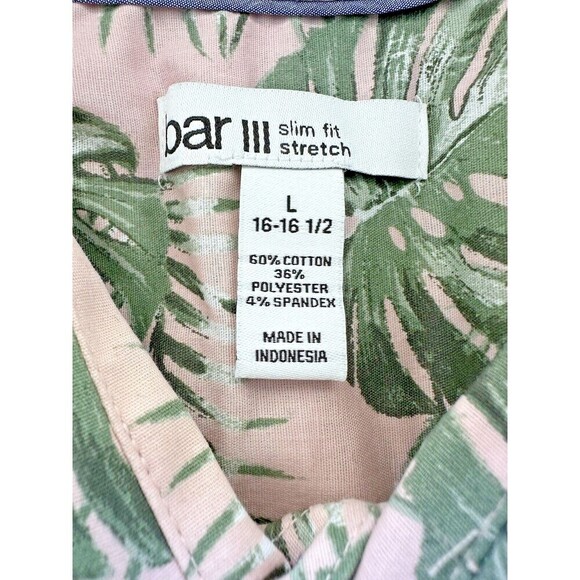 bar III slim fit
stretch
L
16-16 1/2
60% COTTON
36%
POLYESTER
4% SPANDEX
MADE IN
INDONESIA